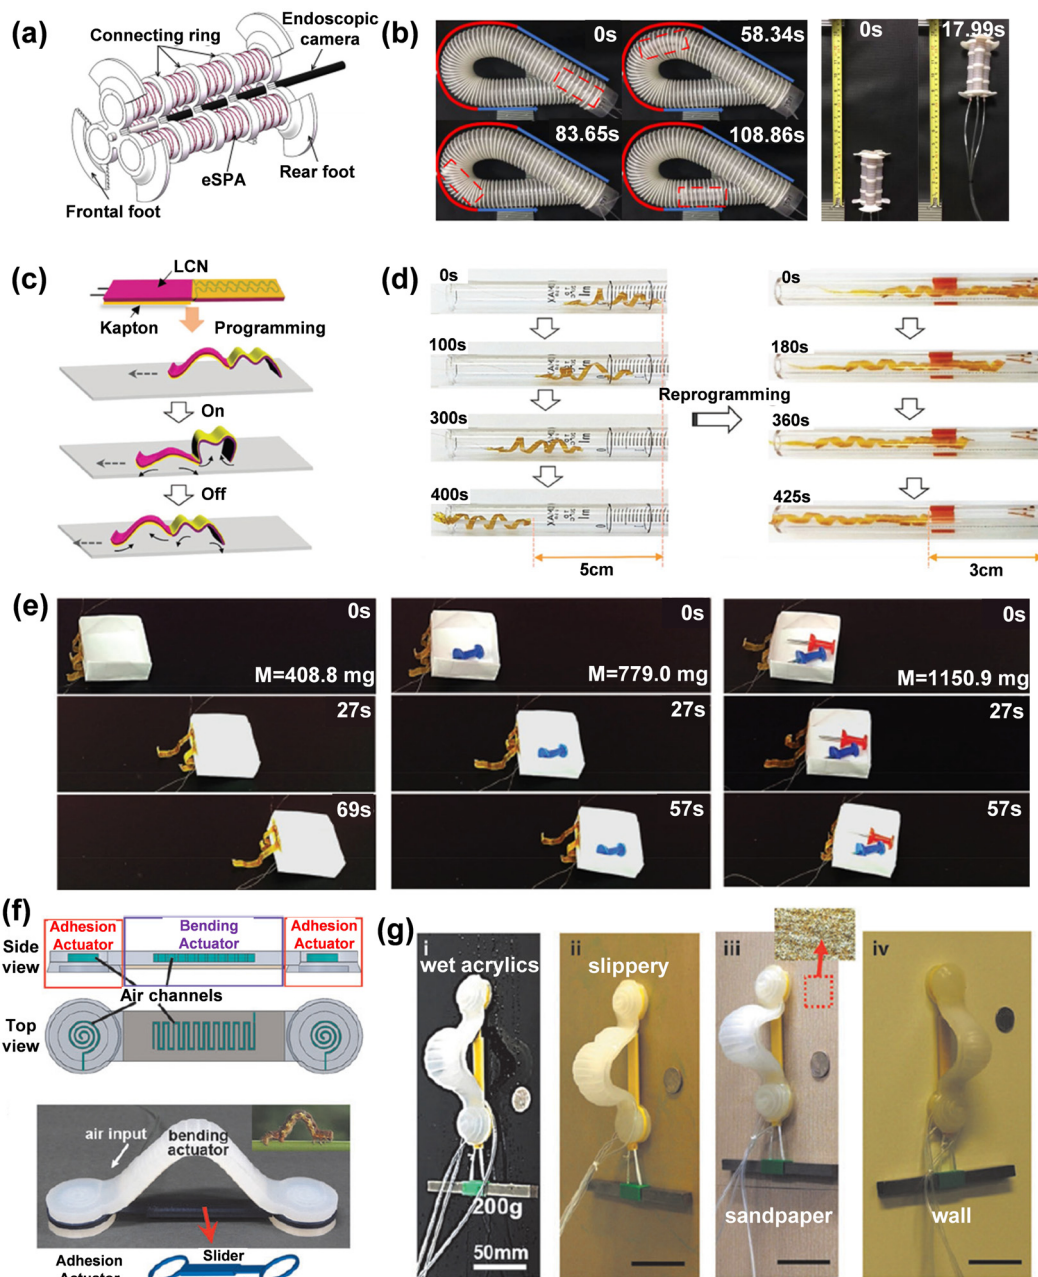 (a)
Connecting ring
Endoscopic
camera
eSPA
Rear foot
Frontal foot
(b)
0s
58.34s
83.65s
108.86s
0s
17.99s
(c)
LCN
Kapton
Programming
On
Off
(d)
0s
100s
300s
400s
5cm
Reprogramming
0s
180s
360s
425s
3cm
(e)
0s
M=408.8 mg
27s
69s
0s
M=779.0 mg
27s
57s
0s
M=1150.9 mg
27s
57s
(f)
Adhesion
Actuator
Bending
Actuator
Adhesion
Actuator
Side
view
Air channels
Top
view
air input
bending
actuator
Slider
Adhesion
Actuator
(g)
i
wet acrylics
200g
50mm
ii
slippery
iii
sandpaper
iv
wall